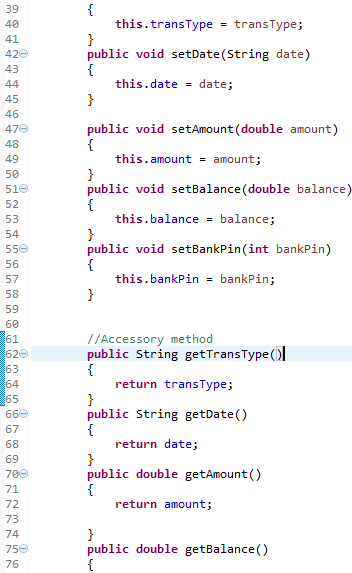 39 {
40 this.transType = transType;
41 }
42 public void setDate(String date)
43 {
44 this.date = date;
45 }
46
47 public void setAmount(double amount)
48 {
49 this.amount = amount;
50 }
51 public void setBalance(double balance)
52 {
53 this.balance = balance;
54 }
55 public void setBankPin(int bankPin)
56 {
57 this.bankPin = bankPin;
58 }
59
60
61 //Accessory method
62 public String getTransType()
63 {
64 return transType;
65 }
66 public String getDate()
67 {
68 return date;
69 }
70 public double getAmount()
71 {
72 return amount;
73
74 }
75 public double getBalance()
76 {